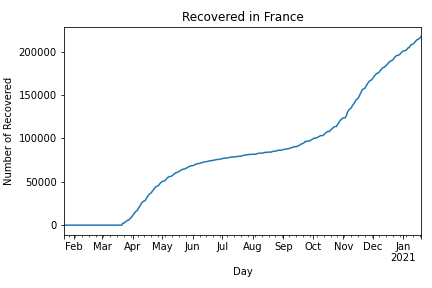 Recovered in France
Number of Recovered
200000
150000
100000
50000
0
Feb Mar Apr May Jun Jul Aug Sep Oct Nov Dec Jan
2021
Day